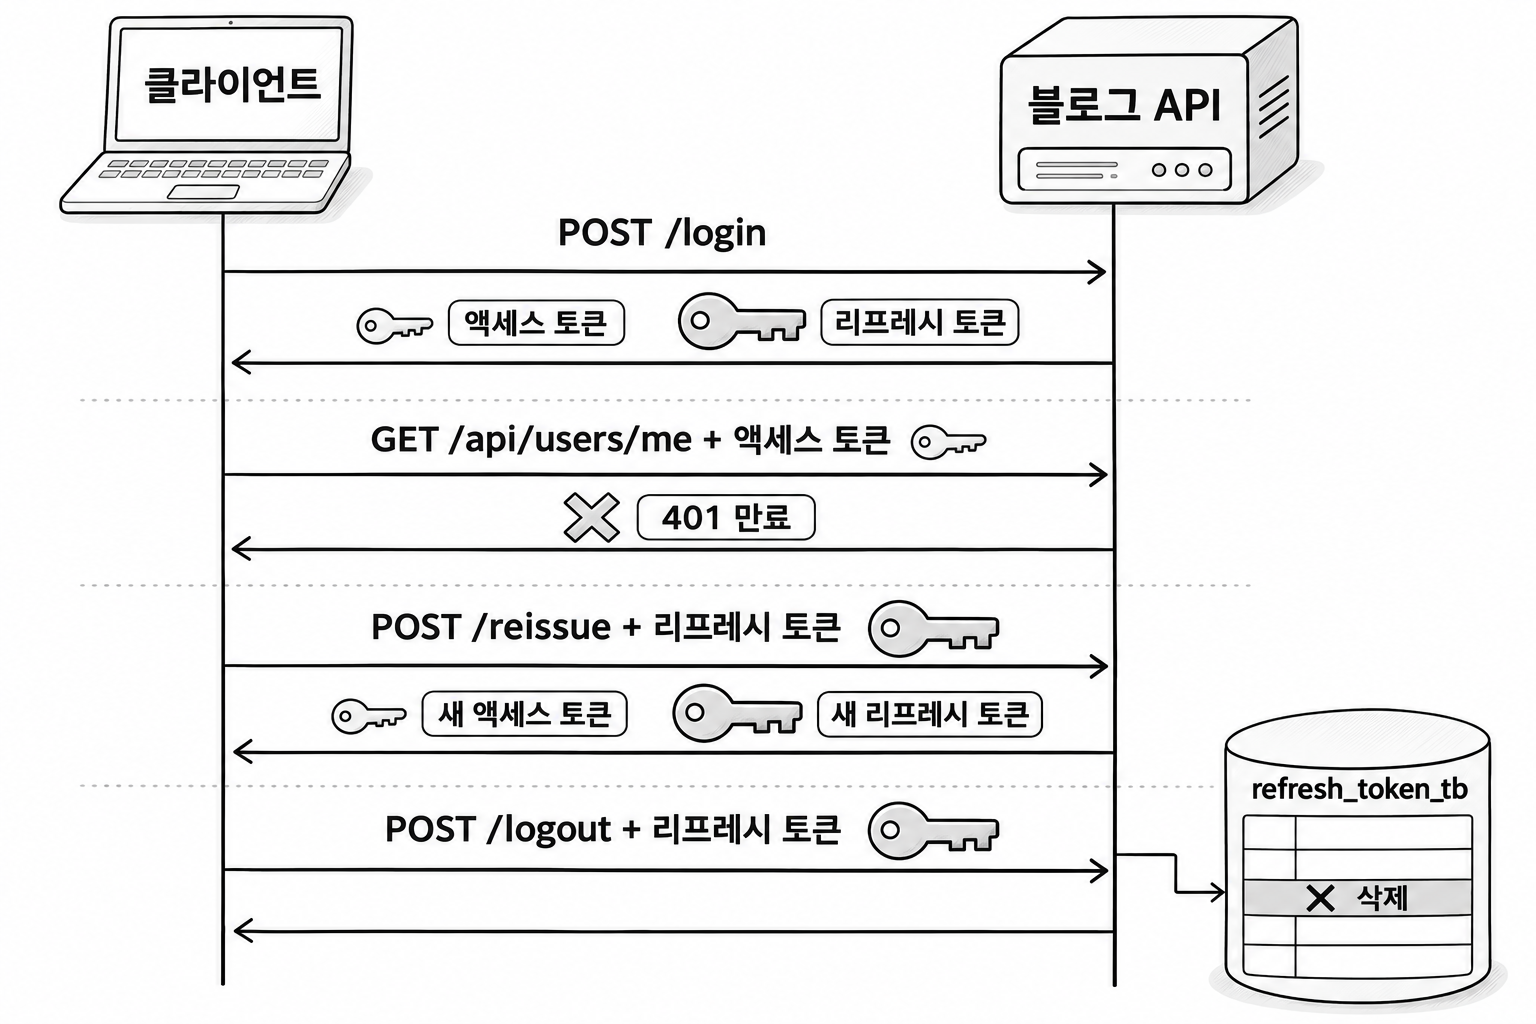 클라이언트
블로그 API
POST /login
액세스 토큰
리프레시 토큰
GET /api/users/me + 액세스 토큰
401 만료
POST /reissue + 리프레시 토큰
새 액세스 토큰
새 리프레시 토큰
refresh_token_tb
POST /logout + 리프레시 토큰
삭제